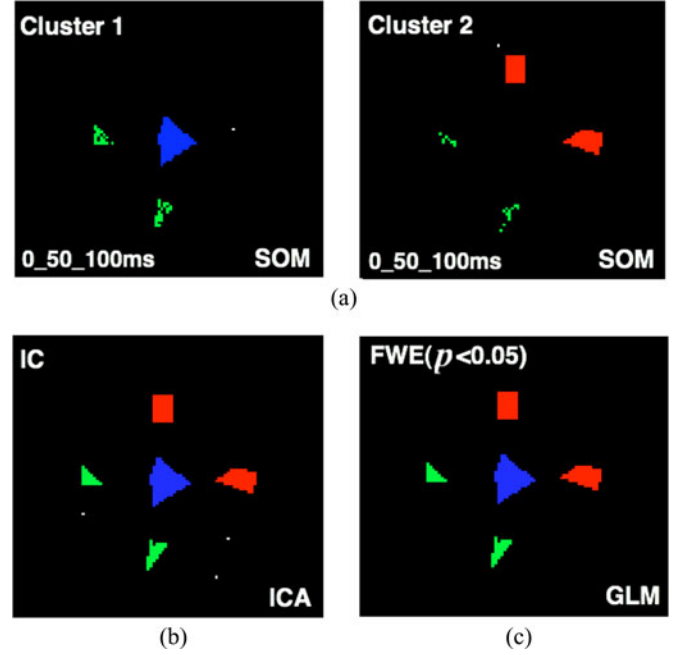 Cluster 1
Cluster 2
0_50_100ms
SOM
0_50_100ms
SOM
(a)
IC
FWE(p<0.05)
ICA
GLM
(b)
(c)